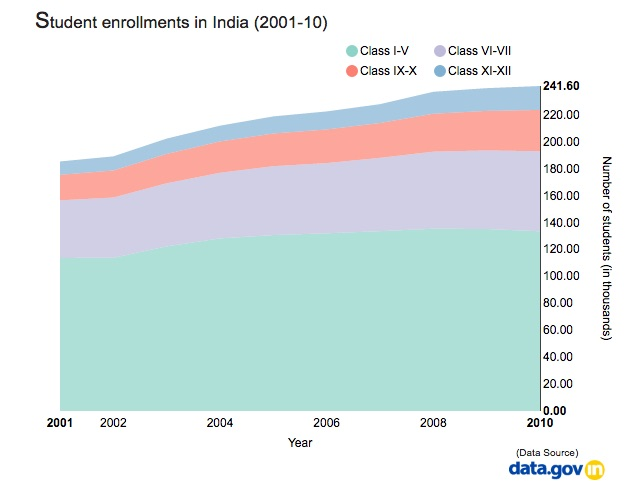 Student enrollments in India (2001-10)
Class I-V
Class VI-VII
Class IX-X
Class XI-XII
241.60
220.00
200.00
180.00
160.00
140.00
120.00
100.00
80.00
60.00
40.00
20.00
0.00
Number of students (in thousands)
2001 2002 2004 2006 2008 2010
Year
(Data Source)
data.gov in